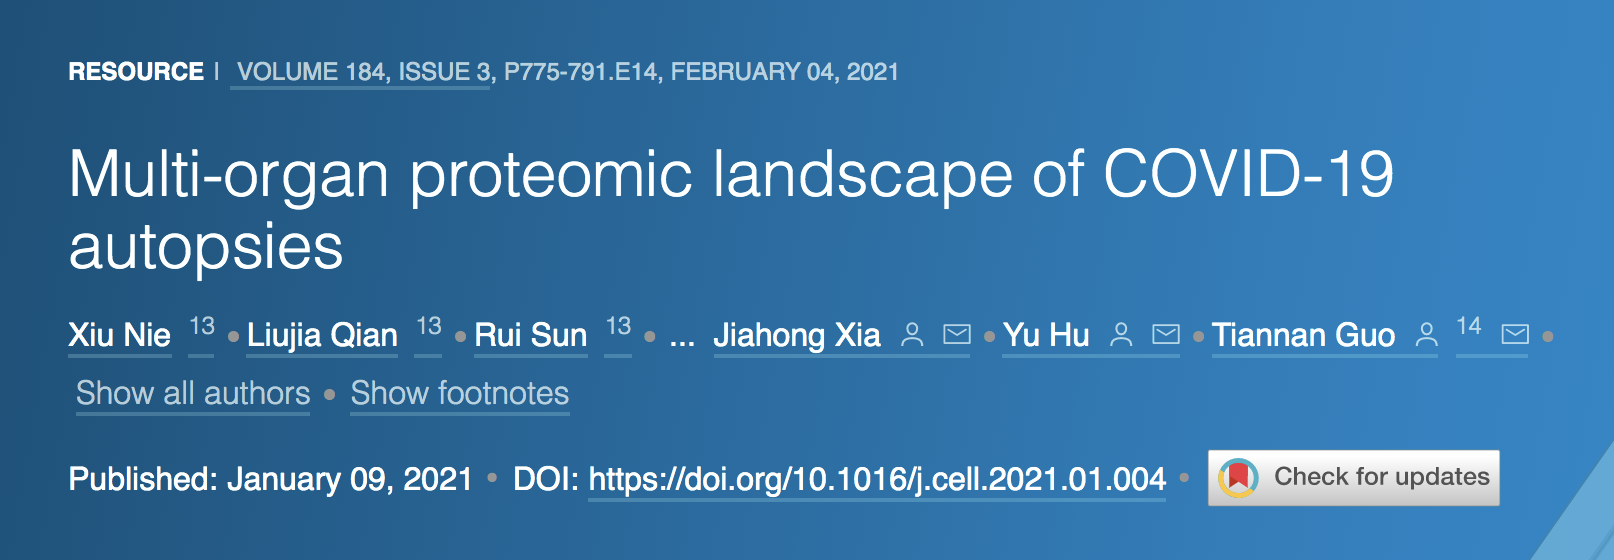 RESOURCE | VOLUME 184, ISSUE 3, P775-791.E14, FEBRUARY 04, 2021
Multi-organ proteomic landscape of COVID-19
autopsies
Xiu Nie 13 • Liujia Qian 13 • Rui Sun 13 • ... Jiahong Xia • Yu Hu • Tiannan Guo 14 •
Show all authors • Show footnotes
Published: January 09, 2021 • DOI: https://doi.org/10.1016/j.cell.2021.01.004 • Check for updates